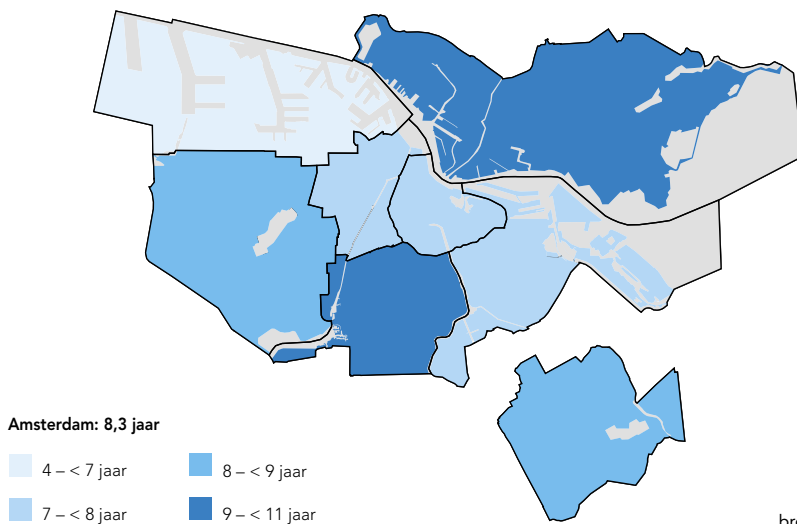 Amsterdam: 8,3 jaar
4 – < 7 jaar
8 – < 9 jaar
7 – < 8 jaar
9 – < 11 jaar